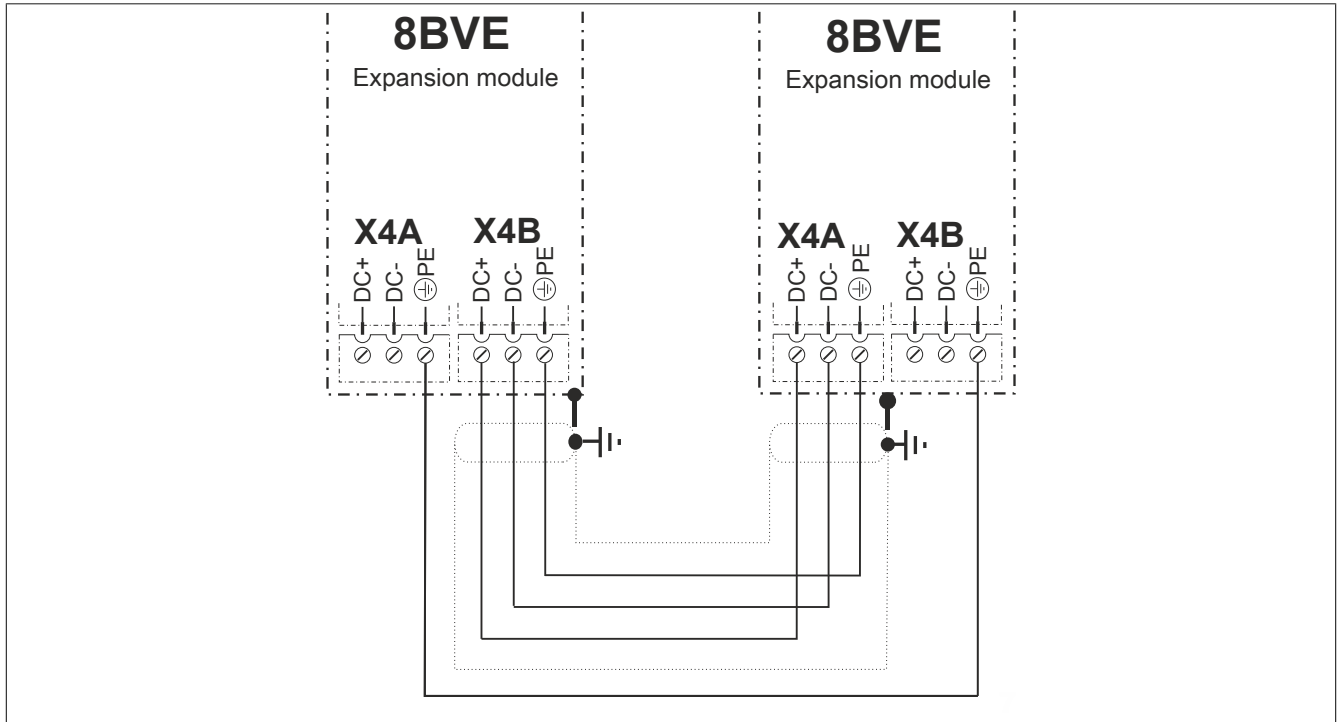 8BVE
Expansion module
X4A X4B
DC+ DC- PE DC+ DC- PE
8BVE
Expansion module
X4A X4B
DC+ DC- PE DC+ DC- PE